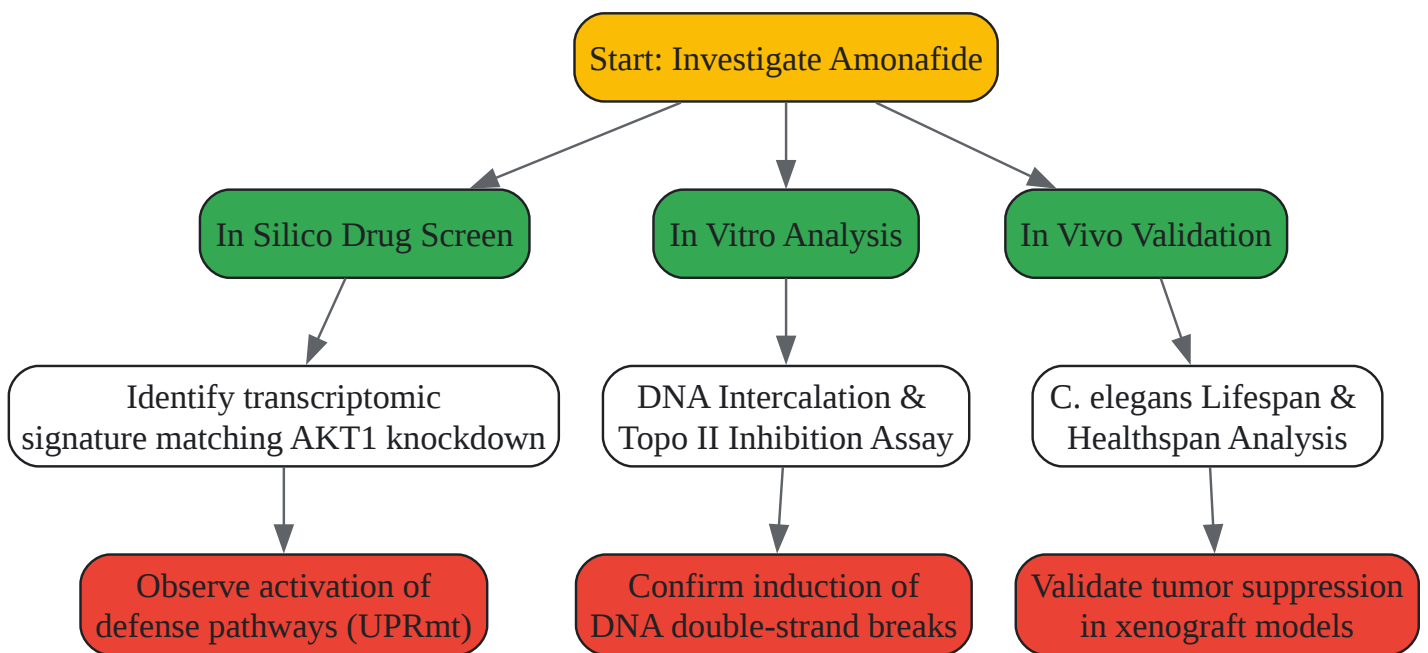 Start: Investigate Amonafide
In Silico Drug Screen
In Vitro Analysis
In Vivo Validation
Identify transcriptomic
signature matching AKT1 knockdown
DNA Intercalation &
Topo II Inhibition Assay
C. elegans Lifespan &
Healthspan Analysis
Observe activation of
defense pathways (UPRmt)
Confirm induction of
DNA double-strand breaks
Validate tumor suppression
in xenograft models